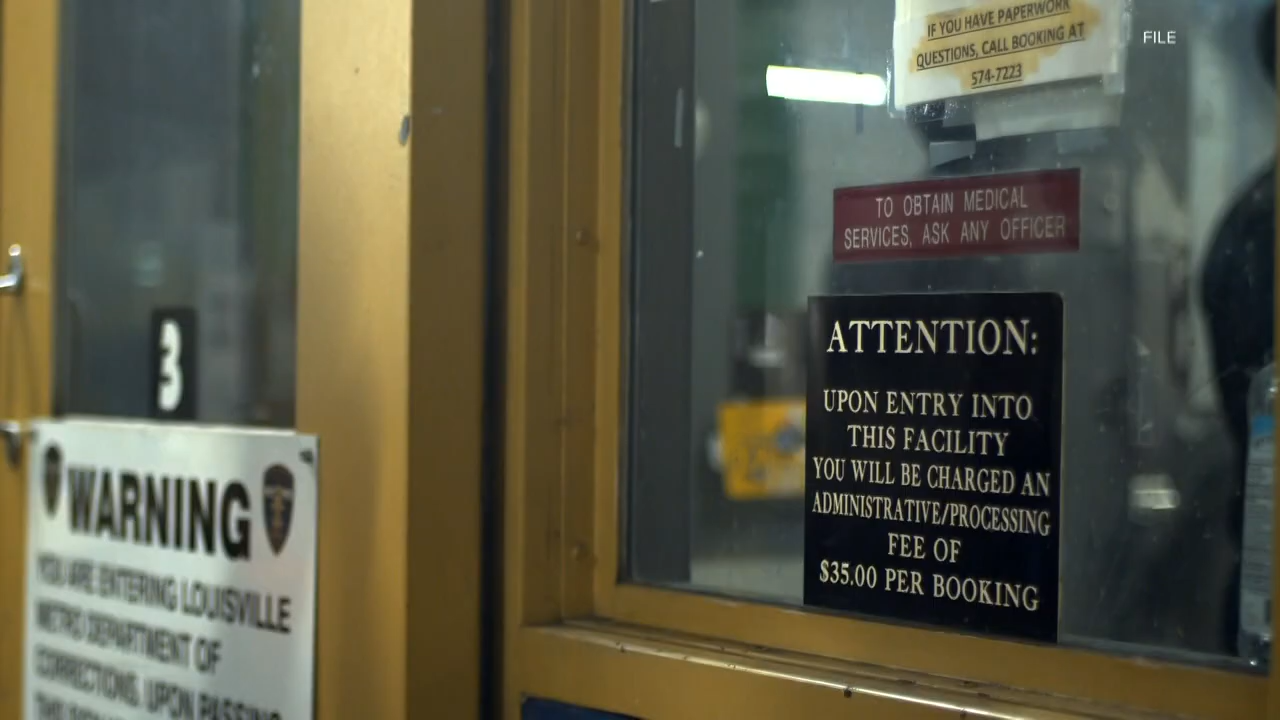 FILE
IF YOU HAVE PAPERWORK
QUESTIONS, CALL BOOKING AT
574-7223
TO OBTAIN MEDICAL
SERVICES, ASK ANY OFFICER
ATTENTION:
UPON ENTRY INTO
THIS FACILITY
YOU WILL BE CHARGED AN
ADMINISTRATIVE/PROCESSING
FEE OF
$35.00 PER BOOKING
3
WARNING
YOU ARE ENTERING LOUISVILLE
METRO DEPARTMENT OF
CORRECTIONS. UPON PASSING